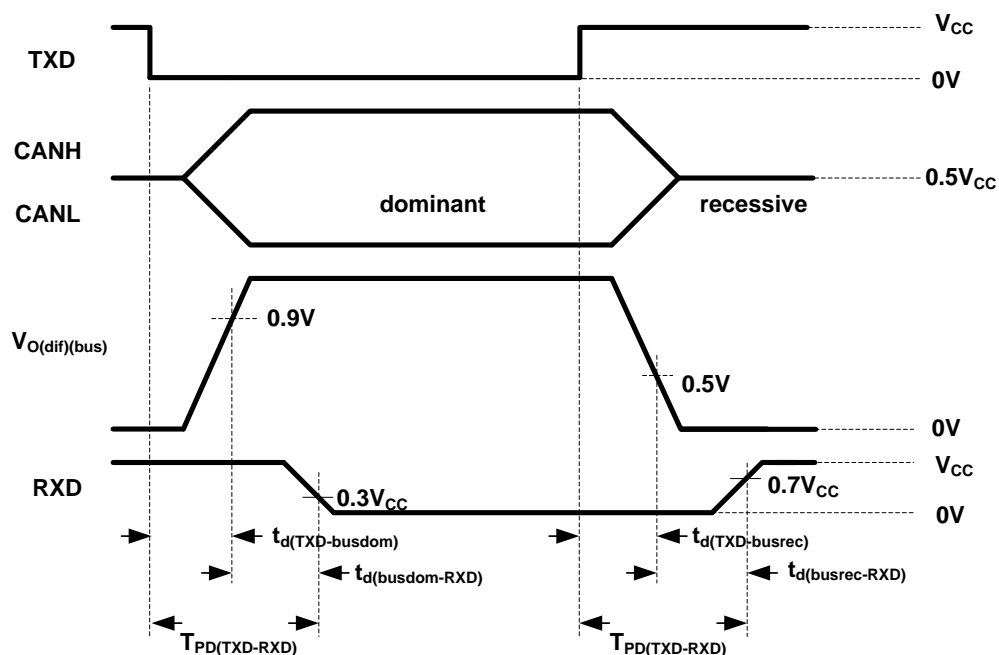 V_CC
TXD
0V
CANH
0.5V_CC
CANL
dominant
recessive
0.9V
V_O(dif)(bus)
0.5V
0V
V_CC
RXD
0.3V_CC
0.7V_CC
0V
t_d(TXD-busdom)
t_d(TXD-busrec)
t_d(busdom-RXD)
t_d(busrec-RXD)
T_PD(TXD-RXD)
T_PD(TXD-RXD)